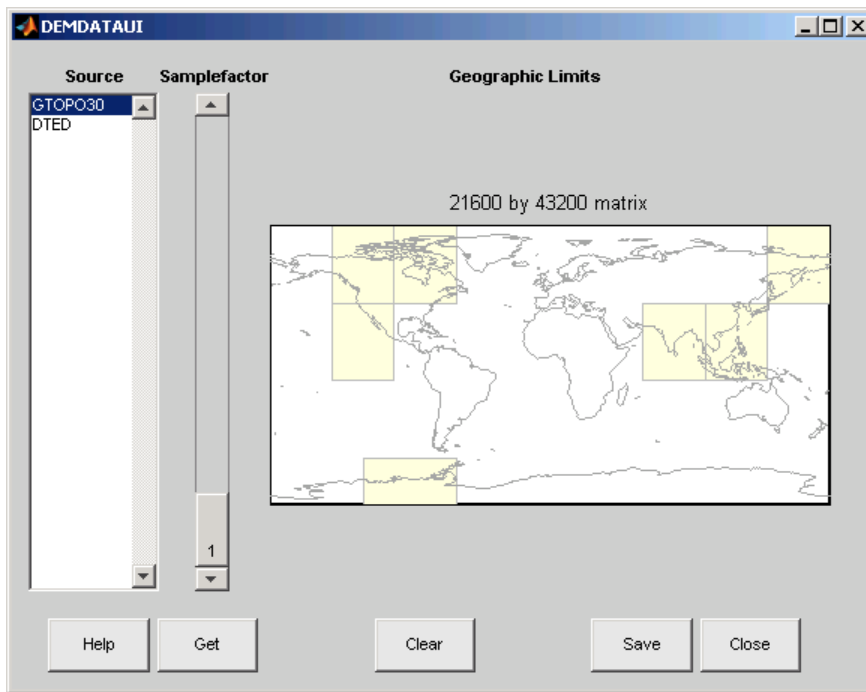 DEMDATAUI
Source
Samplefactor
Geographic Limits
GTOPO30
DTED
21600 by 43200 matrix
1
Help
Get
Clear
Save
Close